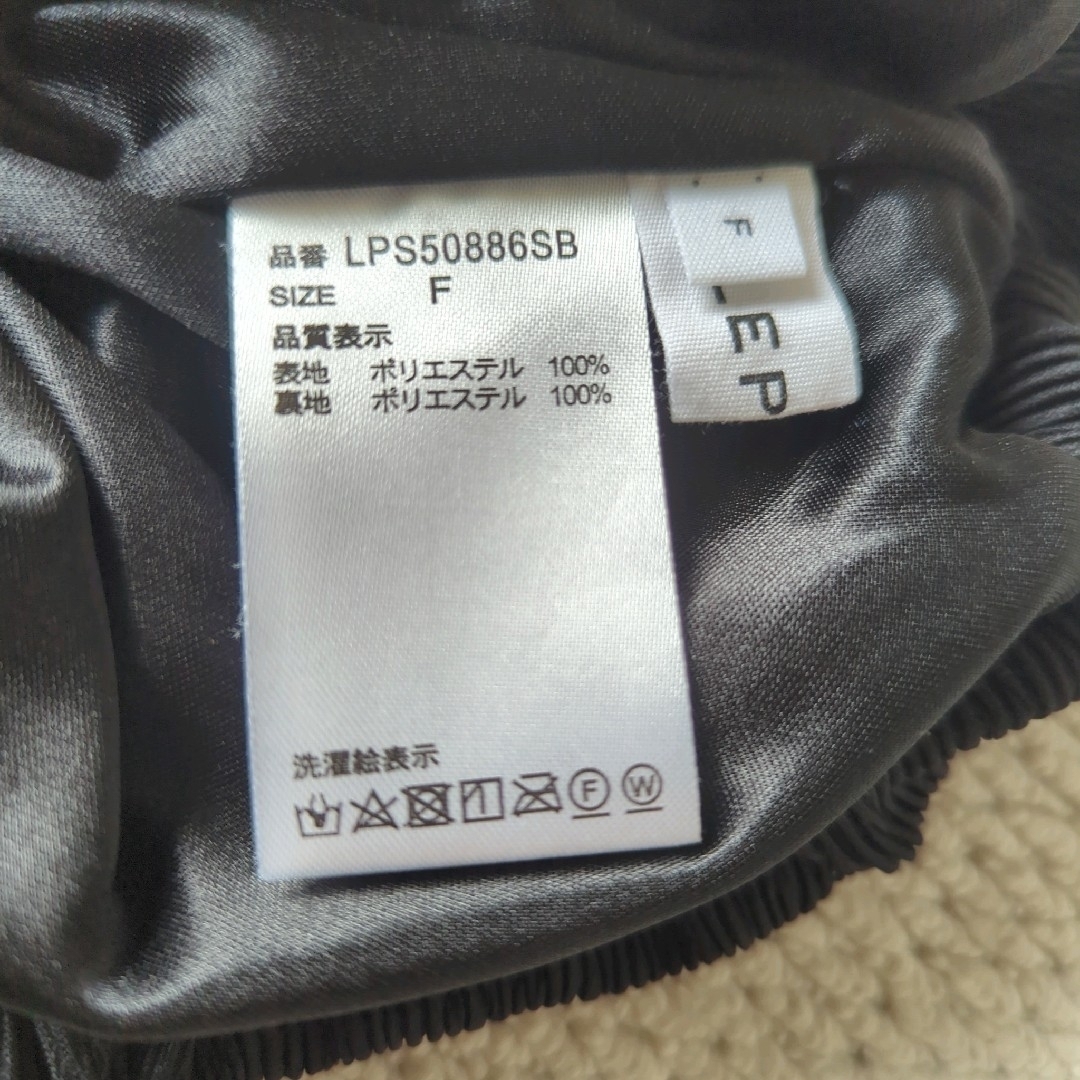 品番 LPS50886SB
SIZE F
品質表示
表地 ポリエステル 100%
裏地 ポリエステル 100%
洗濯絵表示
F W
F
LEP